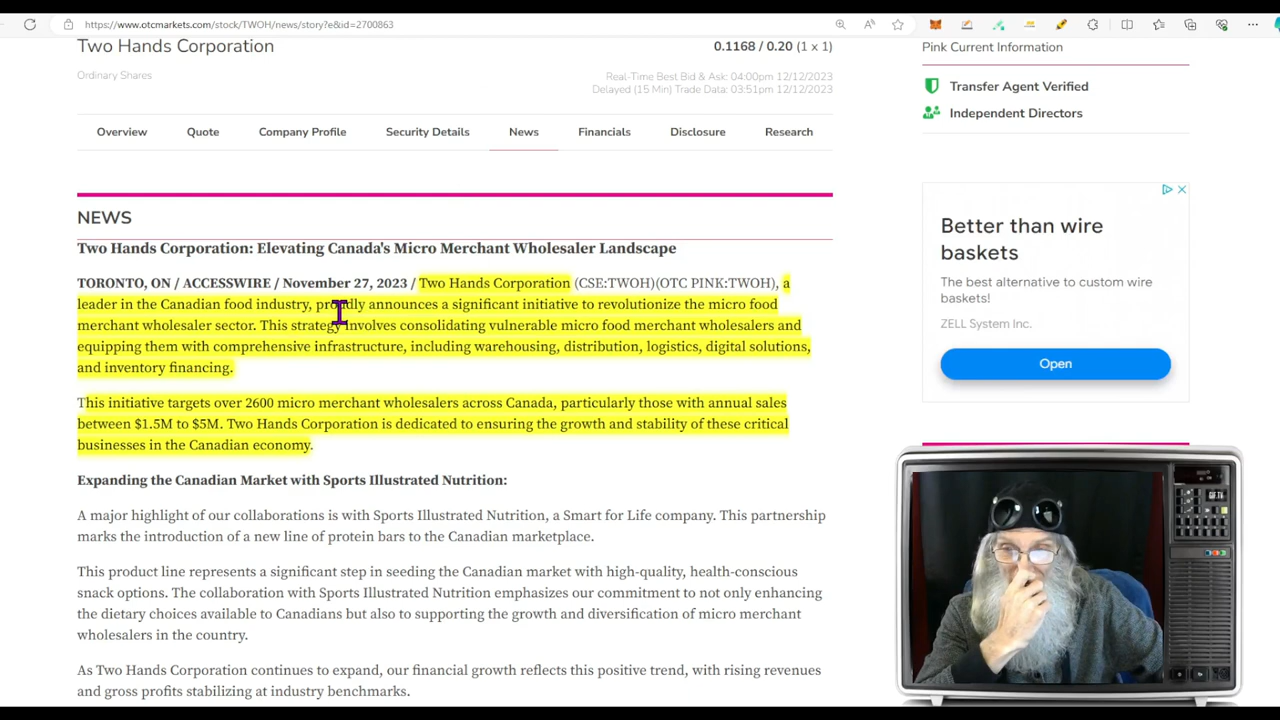 https://www.otcmarkets.com/stock/TWOH/news/story?e&id=2700863
Two Hands Corporation
0.1168 / 0.20 (1 x 1)
Ordinary Shares
Real-Time Best Bid & Ask: 04:00pm 12/12/2023
Delayed (15 Min) Trade Data: 03:51pm 12/12/2023
Overview Quote Company Profile Security Details News Financials Disclosure Research
NEWS
Two Hands Corporation: Elevating Canada's Micro Merchant Wholesaler Landscape
TORONTO, ON / ACCESSWIRE / November 27, 2023 / Two Hands Corporation (CSE:TWOH)(OTC PINK:TWOH), a
leader in the Canadian food industry, proudly announces a significant initiative to revolutionize the micro food
merchant wholesaler sector. This strategy involves consolidating vulnerable micro food merchant wholesalers and
equipping them with comprehensive infrastructure, including warehousing, distribution, logistics, digital solutions,
and inventory financing.
This initiative targets over 2600 micro merchant wholesalers across Canada, particularly those with annual sales
between $1.5M to $5M. Two Hands Corporation is dedicated to ensuring the growth and stability of these critical
businesses in the Canadian economy.
Expanding the Canadian Market with Sports Illustrated Nutrition:
A major highlight of our collaborations is with Sports Illustrated Nutrition, a Smart for Life company. This partnership
marks the introduction of a new line of protein bars to the Canadian marketplace.
This product line represents a significant step in seeding the Canadian market with high-quality, health-conscious
snack options. The collaboration with Sports Illustrated Nutrition emphasizes our commitment to not only enhancing
the dietary choices available to Canadians but also to supporting the growth and diversification of micro merchant
wholesalers in the country.
As Two Hands Corporation continues to expand, our financial growth reflects this positive trend, with rising revenues
and gross profits stabilizing at industry benchmarks.
Pink Current Information
Transfer Agent Verified
Independent Directors
Better than wire
baskets
The best alternative to custom wire
baskets!
ZELL System Inc.
Open